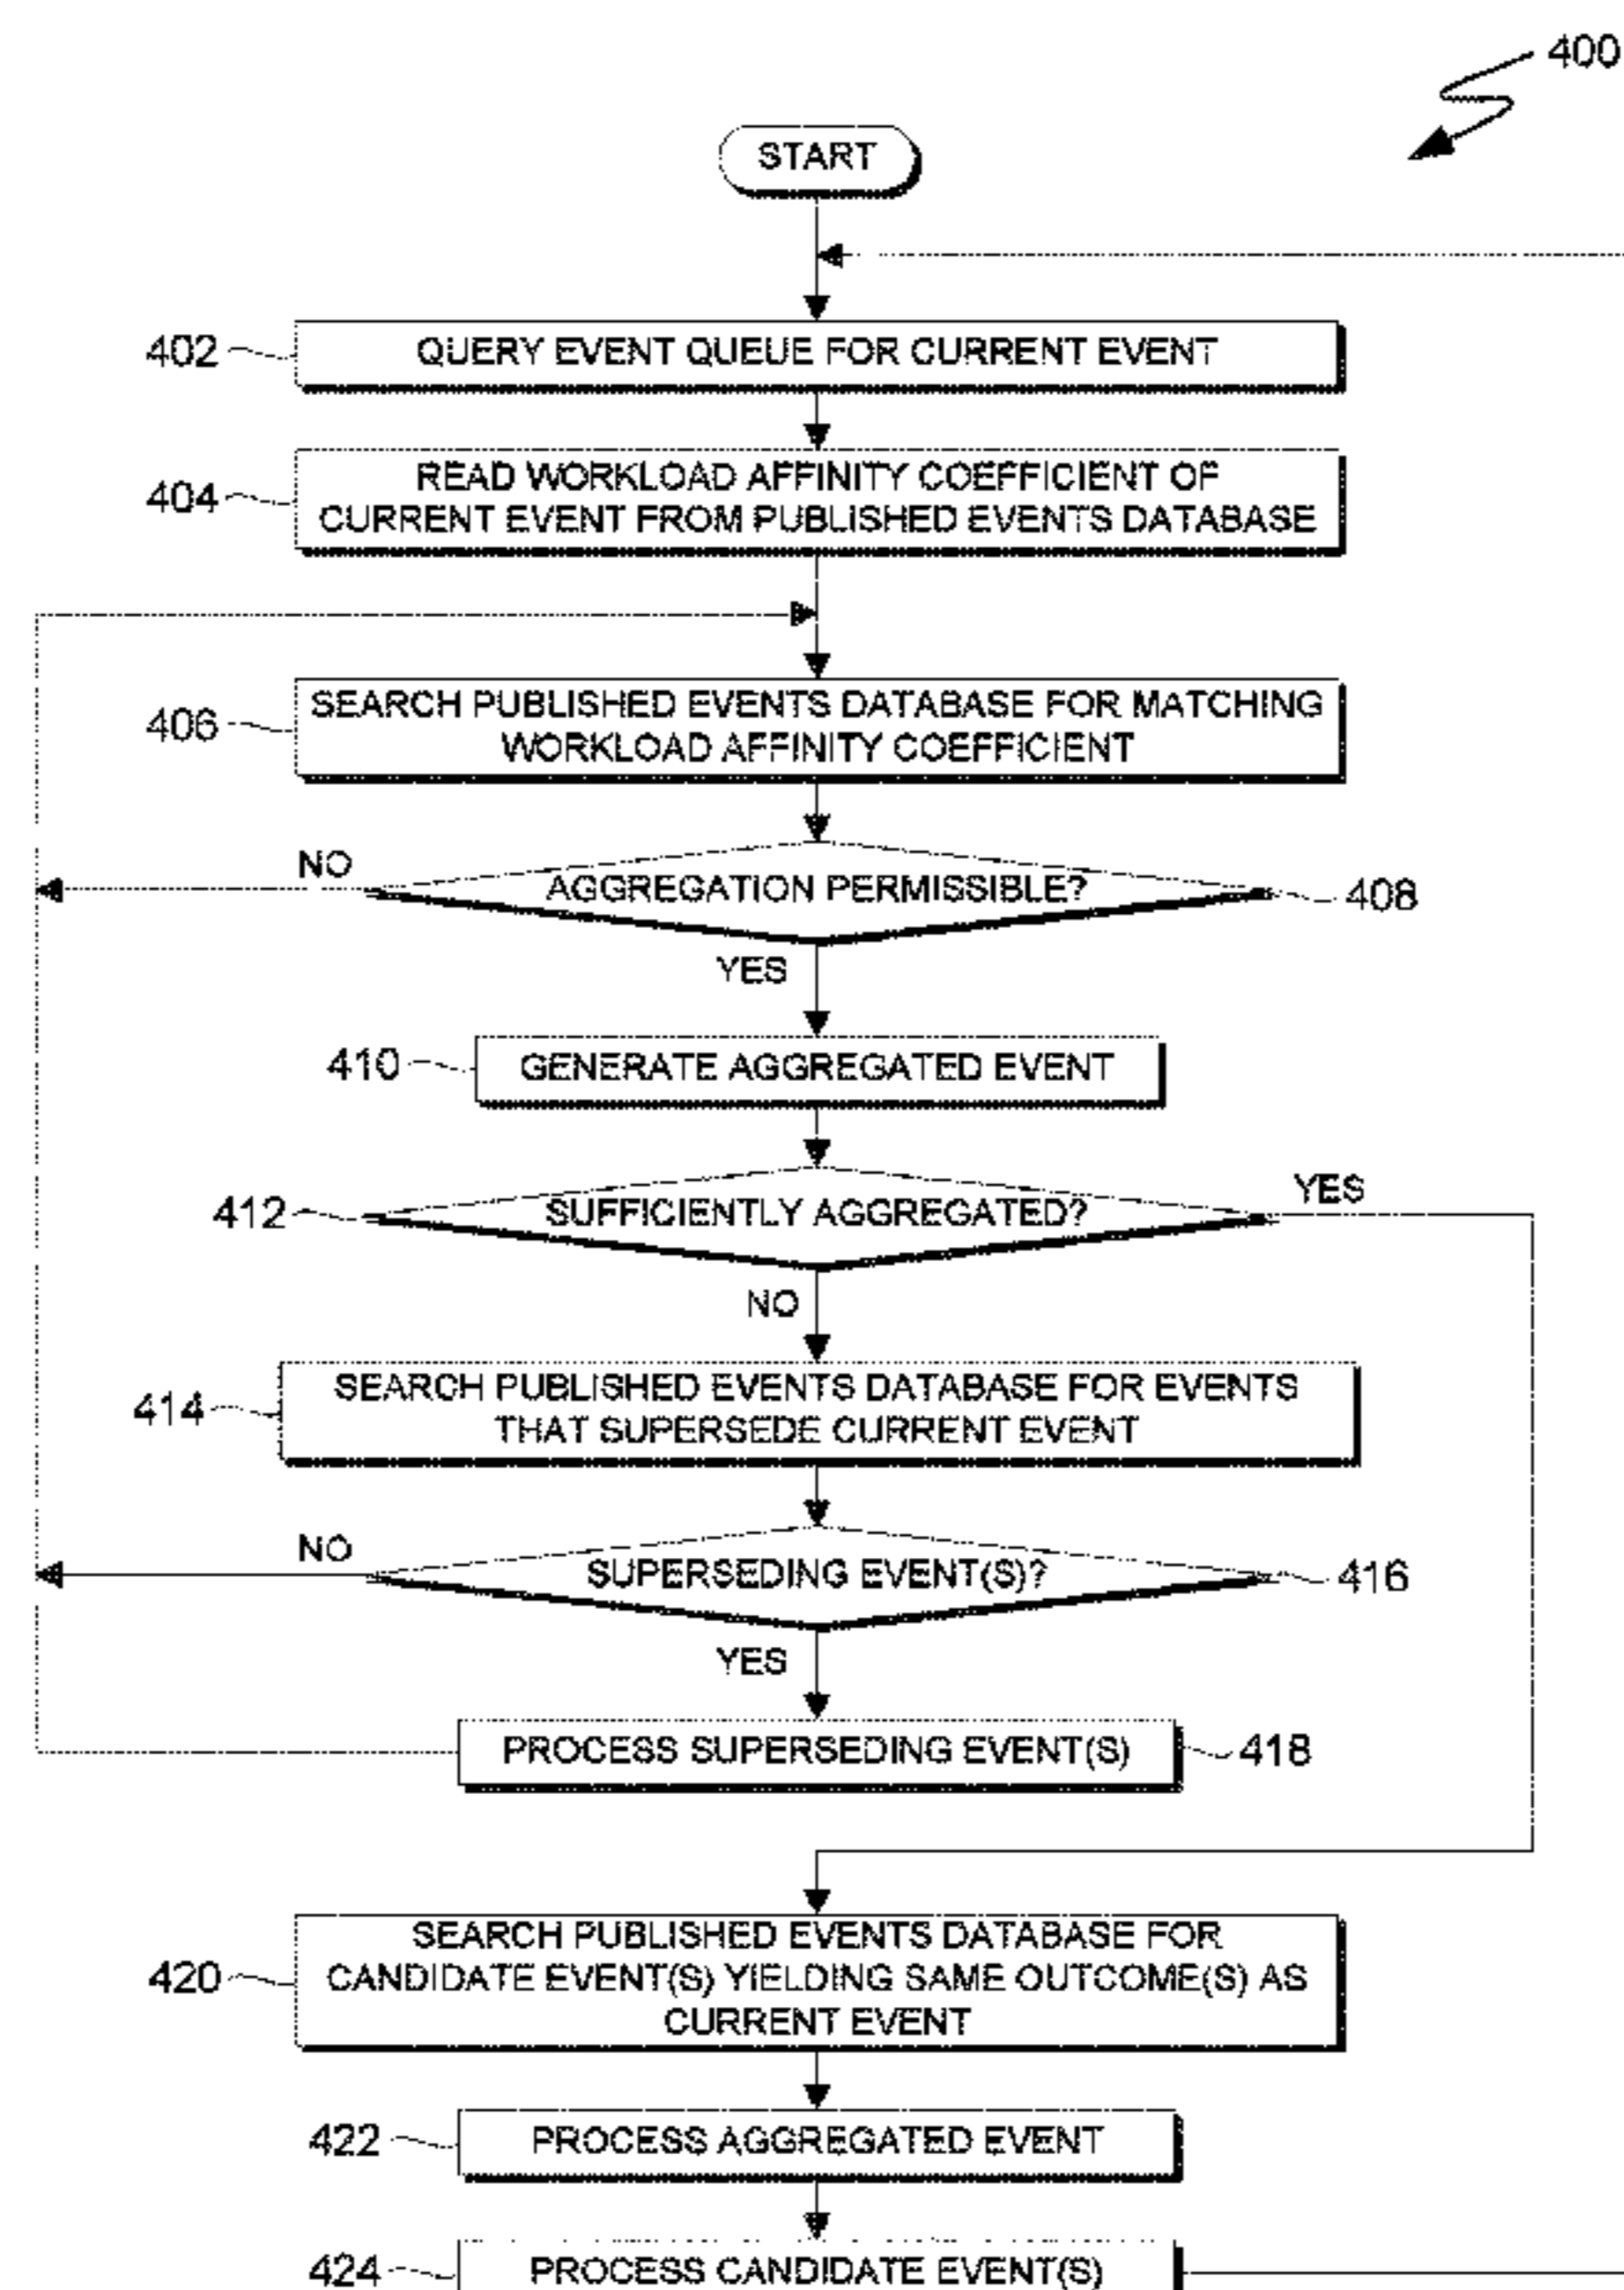 400
START
402
QUERY EVENT QUEUE FOR CURRENT EVENT
404
READ WORKLOAD AFFINITY COEFFICIENT OF
CURRENT EVENT FROM PUBLISHED EVENTS DATABASE
406
SEARCH PUBLISHED EVENTS DATABASE FOR MATCHING
WORKLOAD AFFINITY COEFFICIENT
NO
AGGREGATION PERMISSIBLE?
408
YES
410
GENERATE AGGREGATED EVENT
412
SUFFICIENTLY AGGREGATED?
YES
NO
414
SEARCH PUBLISHED EVENTS DATABASE FOR EVENTS
THAT SUPERSEDE CURRENT EVENT
NO
SUPERSEDING EVENT(S)?
416
YES
PROCESS SUPERSEDING EVENT(S)
418
420
SEARCH PUBLISHED EVENTS DATABASE FOR
CANDIDATE EVENT(S) YIELDING SAME OUTCOME(S) AS
CURRENT EVENT
422
PROCESS AGGREGATED EVENT
424
PROCESS CANDIDATE EVENT(S)